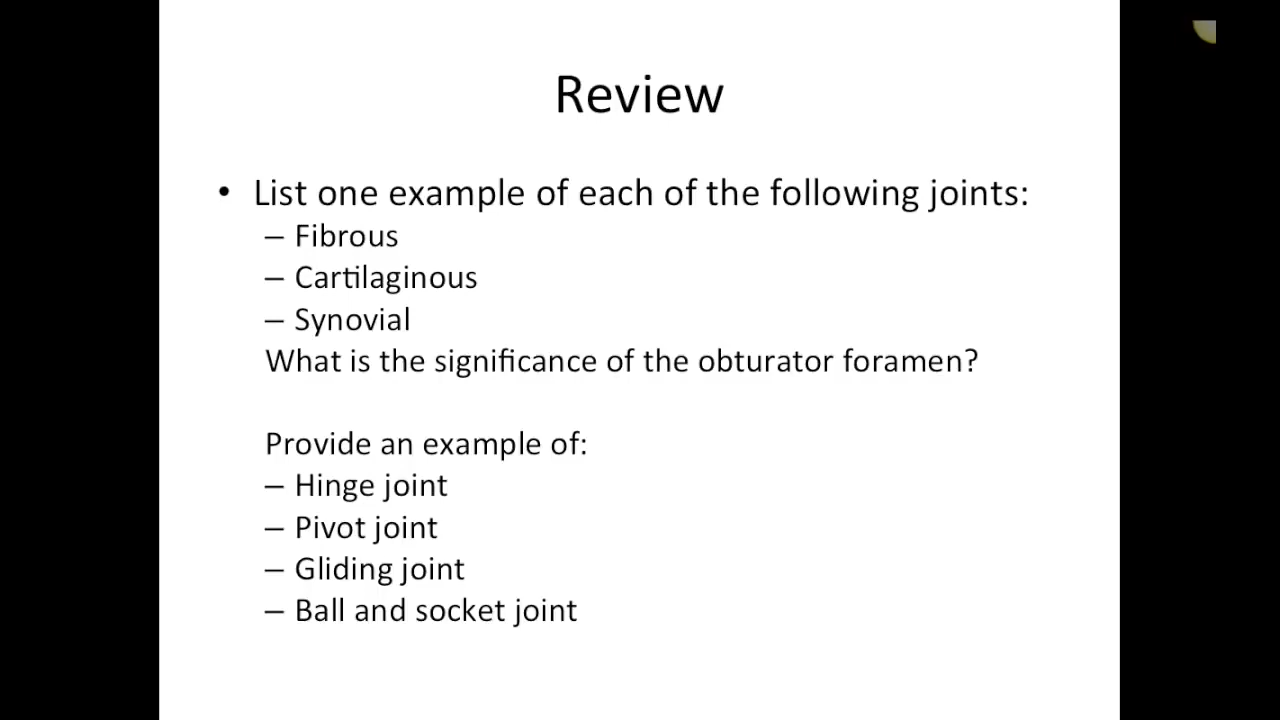 Review
• List one example of each of the following joints:
– Fibrous
– Cartilaginous
– Synovial
What is the significance of the obturator foramen?
Provide an example of:
– Hinge joint
– Pivot joint
– Gliding joint
– Ball and socket joint